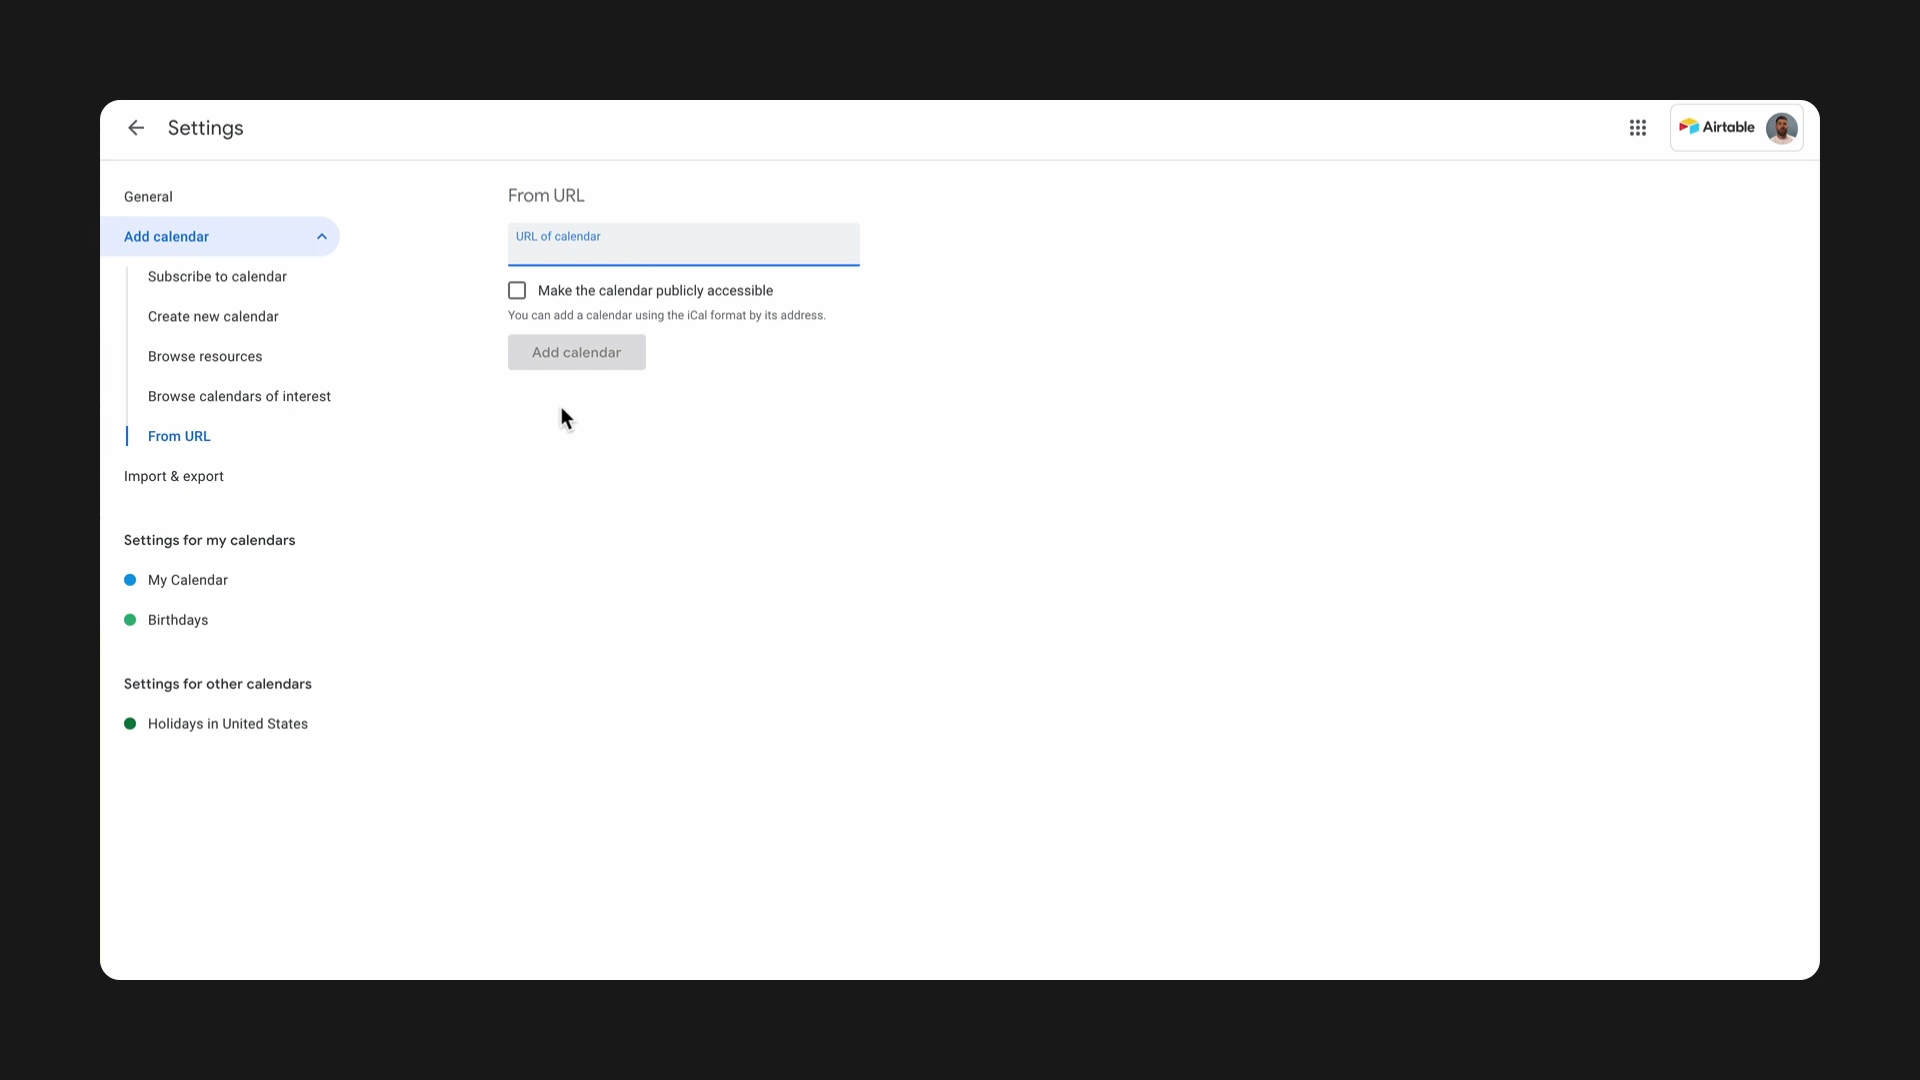 Settings
Airtable
General
Add calendar
Subscribe to calendar
Create new calendar
Browse resources
Browse calendars of interest
From URL
Import & export
Settings for my calendars
My Calendar
Birthdays
Settings for other calendars
Holidays in United States
From URL
URL of calendar
Make the calendar publicly accessible
You can add a calendar using the iCal format by its address.
Add calendar